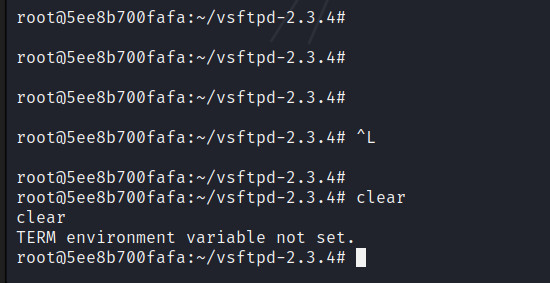 root@5ee8b700fafa:~/vsftpd-2.3.4#
root@5ee8b700fafa:~/vsftpd-2.3.4#
root@5ee8b700fafa:~/vsftpd-2.3.4#
root@5ee8b700fafa:~/vsftpd-2.3.4# ^L
root@5ee8b700fafa:~/vsftpd-2.3.4#
root@5ee8b700fafa:~/vsftpd-2.3.4# clear
clear
TERM environment variable not set.
root@5ee8b700fafa:~/vsftpd-2.3.4#